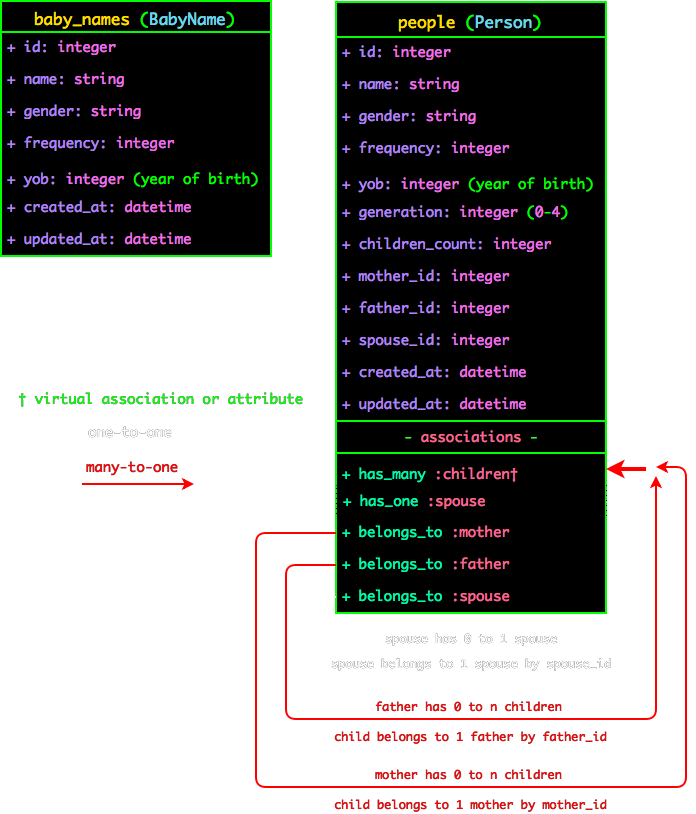 baby_names (BabyName)
+ id: integer
+ name: string
+ gender: string
+ frequency: integer
+ yob: integer (year of birth)
+ created_at: datetime
+ updated_at: datetime
people (Person)
+ id: integer
+ name: string
+ gender: string
+ frequency: integer
+ yob: integer (year of birth)
+ generation: integer (0-4)
+ children_count: integer
+ mother_id: integer
+ father_id: integer
+ spouse_id: integer
+ created_at: datetime
+ updated_at: datetime
- associations -
+ has_many :children†
+ has_one :spouse
+ belongs_to :mother
+ belongs_to :father
+ belongs_to :spouse
† virtual association or attribute
one-to-one
many-to-one
spouse has 0 to 1 spouse
spouse belongs to 1 spouse by spouse_id
father has 0 to n children
child belongs to 1 father by father_id
mother has 0 to n children
child belongs to 1 mother by mother_id